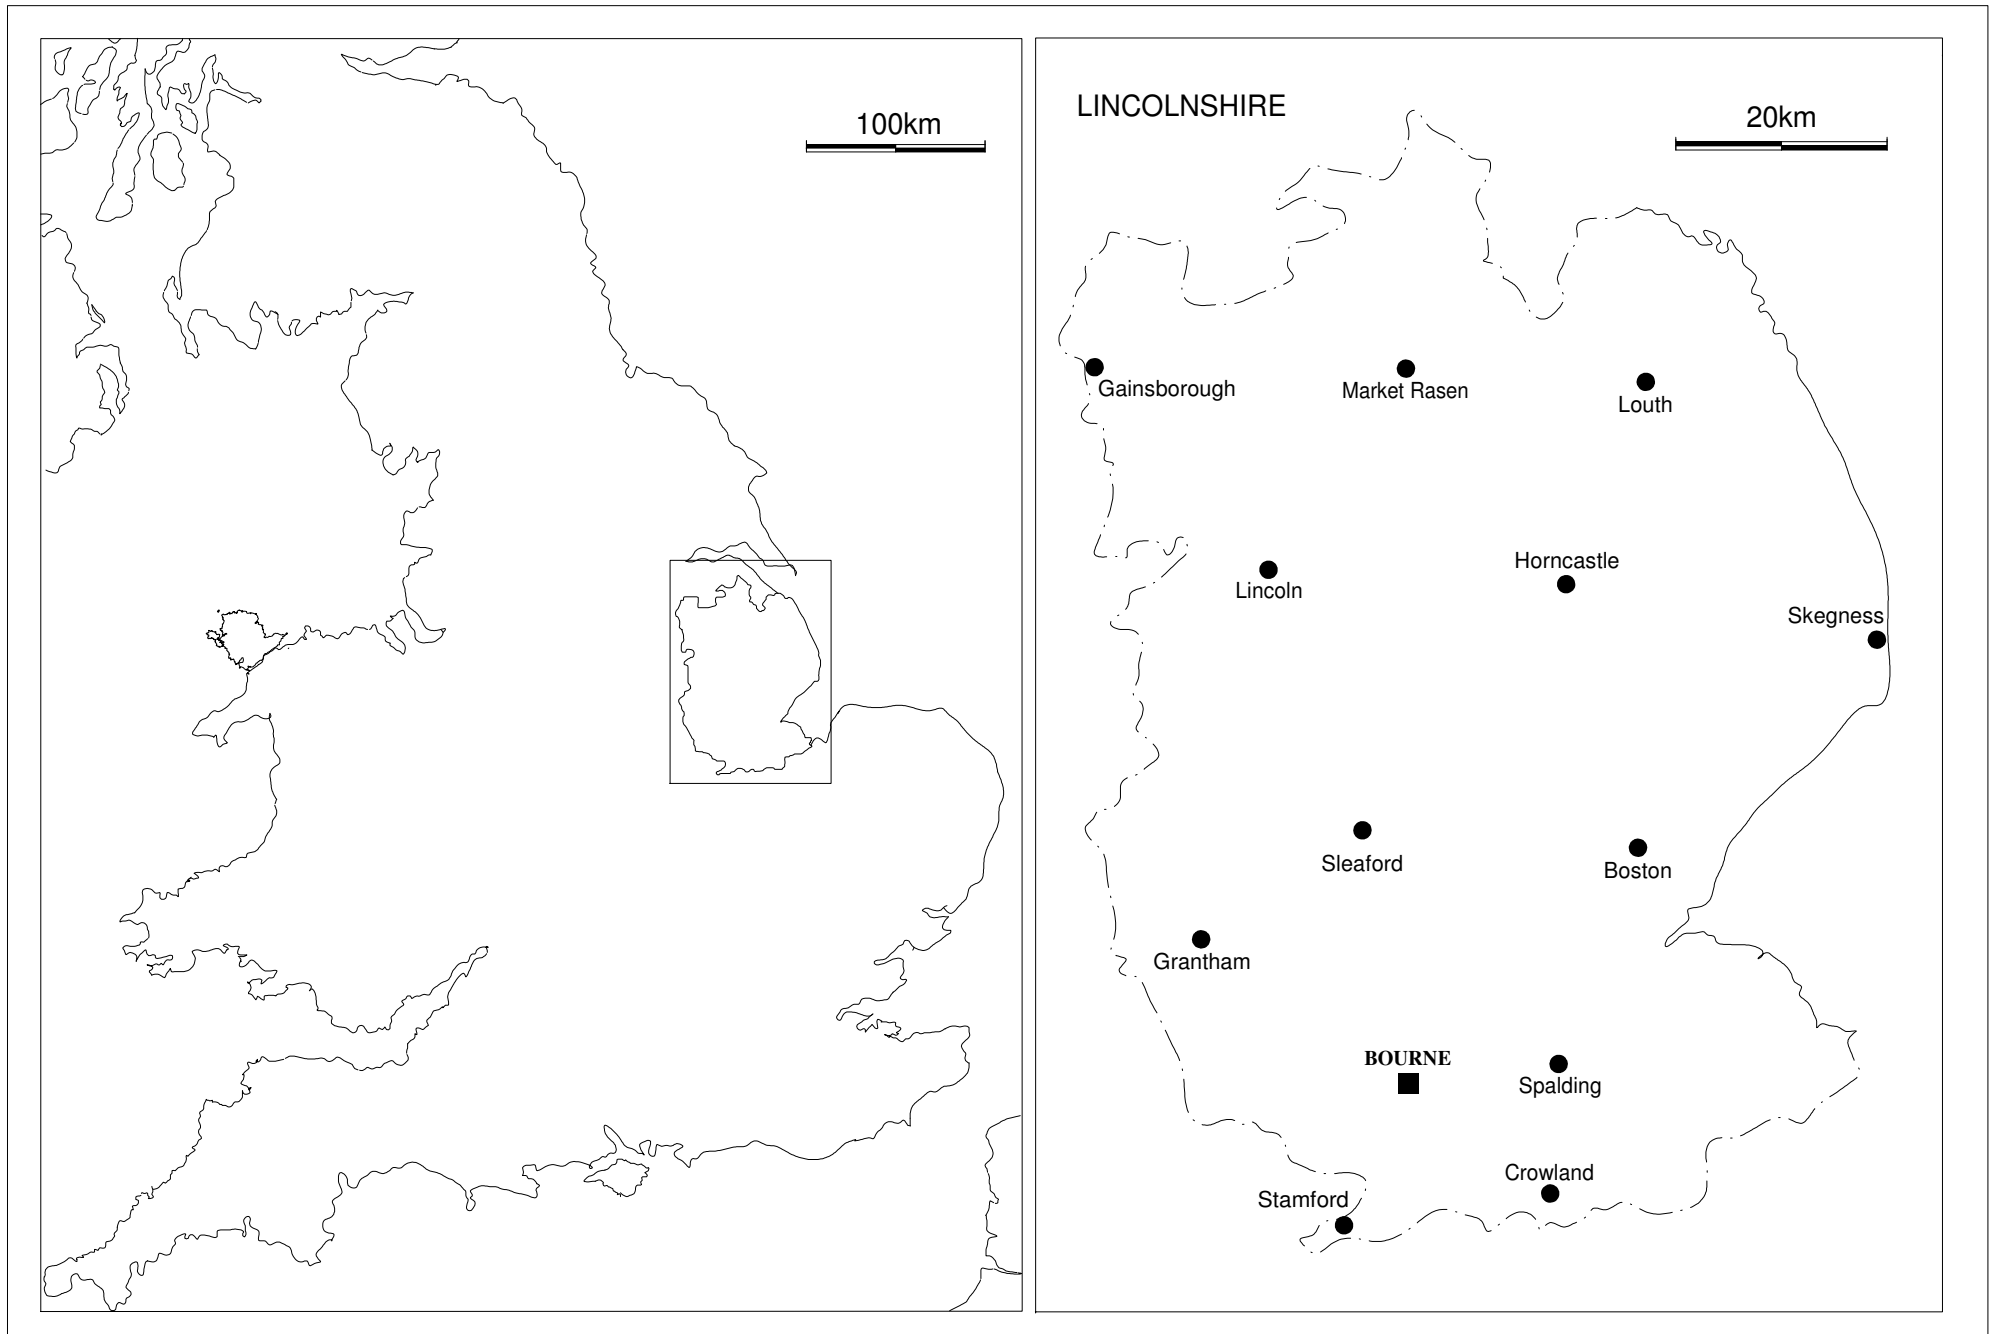 100km
LINCOLNSHIRE
20km
Gainsborough
Market Rasen
Louth
Horncastle
Lincoln
Skegness
Sleaford
Boston
Grantham
BOURNE
Spalding
Crowland
Stamford